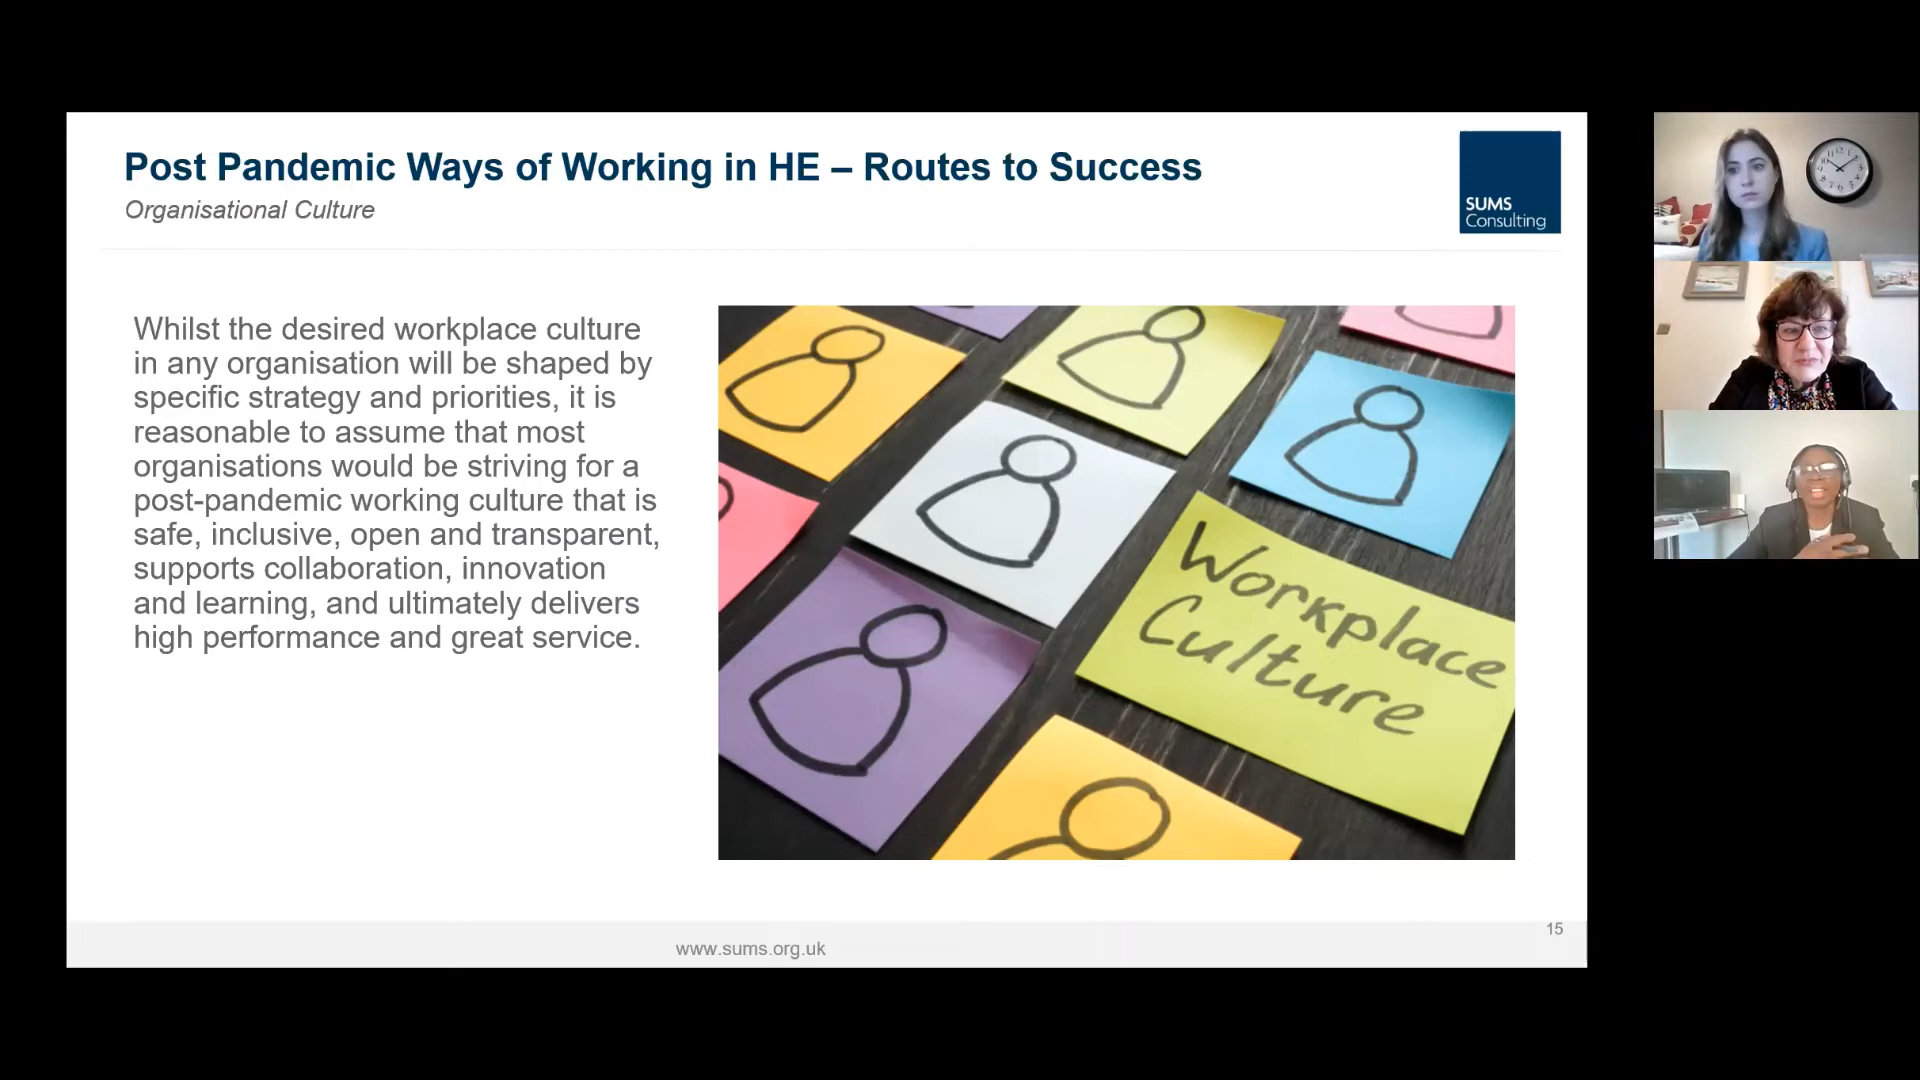 Post Pandemic Ways of Working in HE – Routes to Success
Organisational Culture
SUMS
Consulting
Whilst the desired workplace culture
in any organisation will be shaped by
specific strategy and priorities, it is
reasonable to assume that most
organisations would be striving for a
post-pandemic working culture that is
safe, inclusive, open and transparent,
supports collaboration, innovation
and learning, and ultimately delivers
high performance and great service.
Workplace
Culture
www.sums.org.uk
15